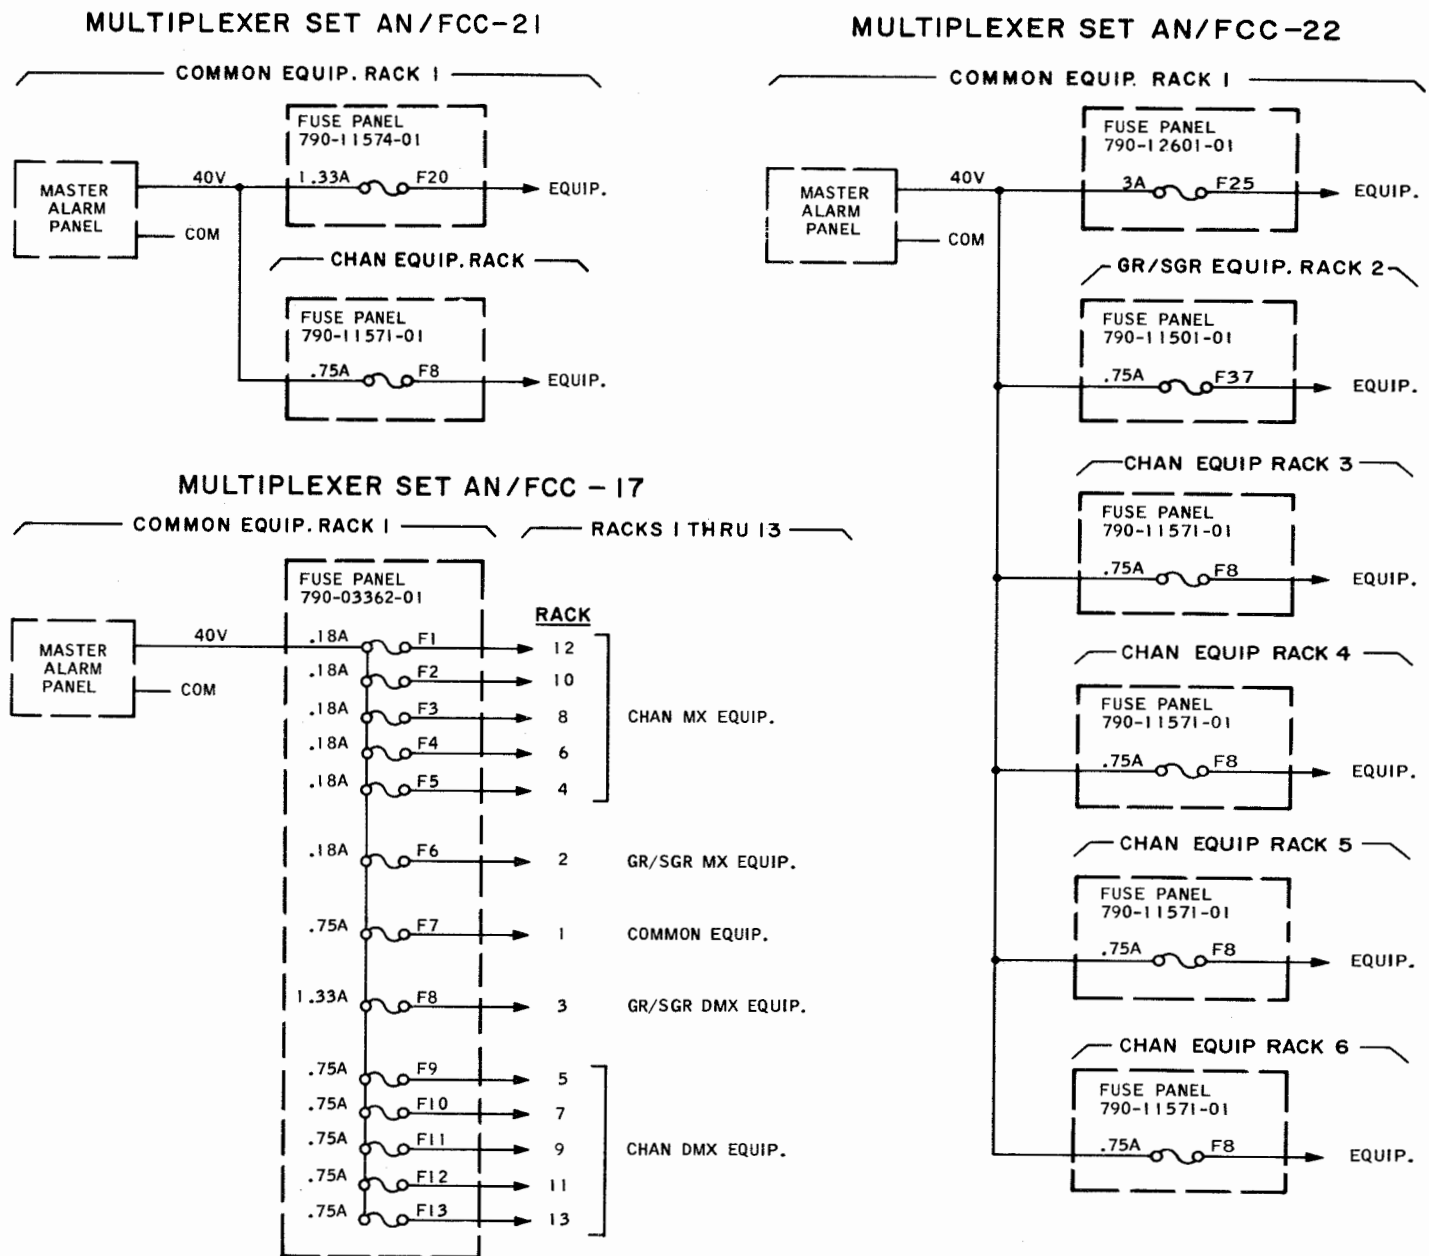 MULTIPLEXER SET AN/FCC-21
COMMON EQUIP. RACK 1
FUSE PANEL
790-11574-01
MASTER
ALARM
PANEL
40V
1.33A F20
EQUIP.
COM
CHAN EQUIP. RACK
FUSE PANEL
790-11571-01
.75A F8
EQUIP.
MULTIPLEXER SET AN/FCC-17
COMMON EQUIP. RACK 1
RACKS 1 THRU 13
FUSE PANEL
790-03362-01
RACK
MASTER
ALARM
PANEL
40V
COM
.18A F1 12
.18A F2 10
.18A F3 8
CHAN MX EQUIP.
.18A F4 6
.18A F5 4
.18A F6 2 GR/SGR MX EQUIP.
.75A F7 1 COMMON EQUIP.
1.33A F8 3 GR/SGR DMX EQUIP.
.75A F9 5
.75A F10 7
.75A F11 9 CHAN DMX EQUIP.
.75A F12 11
.75A F13 13
MULTIPLEXER SET AN/FCC-22
COMMON EQUIP. RACK 1
FUSE PANEL
790-12601-01
MASTER
ALARM
PANEL
40V
3A F25
EQUIP.
COM
GR/SGR EQUIP. RACK 2
FUSE PANEL
790-11501-01
.75A F37
EQUIP.
CHAN EQUIP RACK 3
FUSE PANEL
790-11571-01
.75A F8
EQUIP.
CHAN EQUIP RACK 4
FUSE PANEL
790-11571-01
.75A F8
EQUIP.
CHAN EQUIP RACK 5
FUSE PANEL
790-11571-01
.75A F8
EQUIP.
CHAN EQUIP RACK 6
FUSE PANEL
790-11571-01
.75A F8
EQUIP.